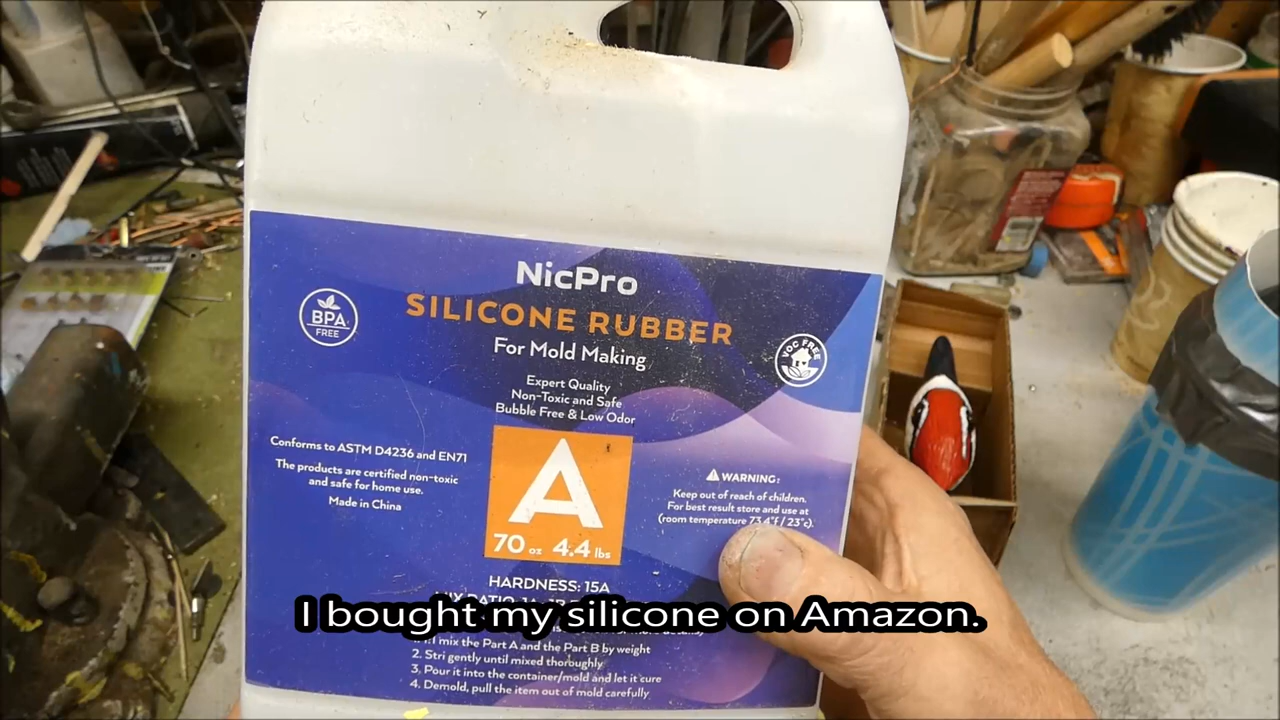 NicPro
SILICONE RUBBER
For Mold Making
BPA
FREE
VOC FREE
Expert Quality
Non-Toxic and Safe
Bubble Free & Low Odor
Conforms to ASTM D4236 and EN71
The products are certified non-toxic
and safe for home use.
Made in China
A
70 oz 4.4 lbs
WARNING:
Keep out of reach of children.
For best result store and use at
(room temperature 73.4°f / 23°c).
HARDNESS: 15A
MIX RATIO: 1A:1B
I bought my silicone on Amazon.
mix the Part A and the Part B by weight
2. Stri gently until mixed thoroughly
3. Pour it into the container/mold and let it cure
4. Demold, pull the item out of mold carefully